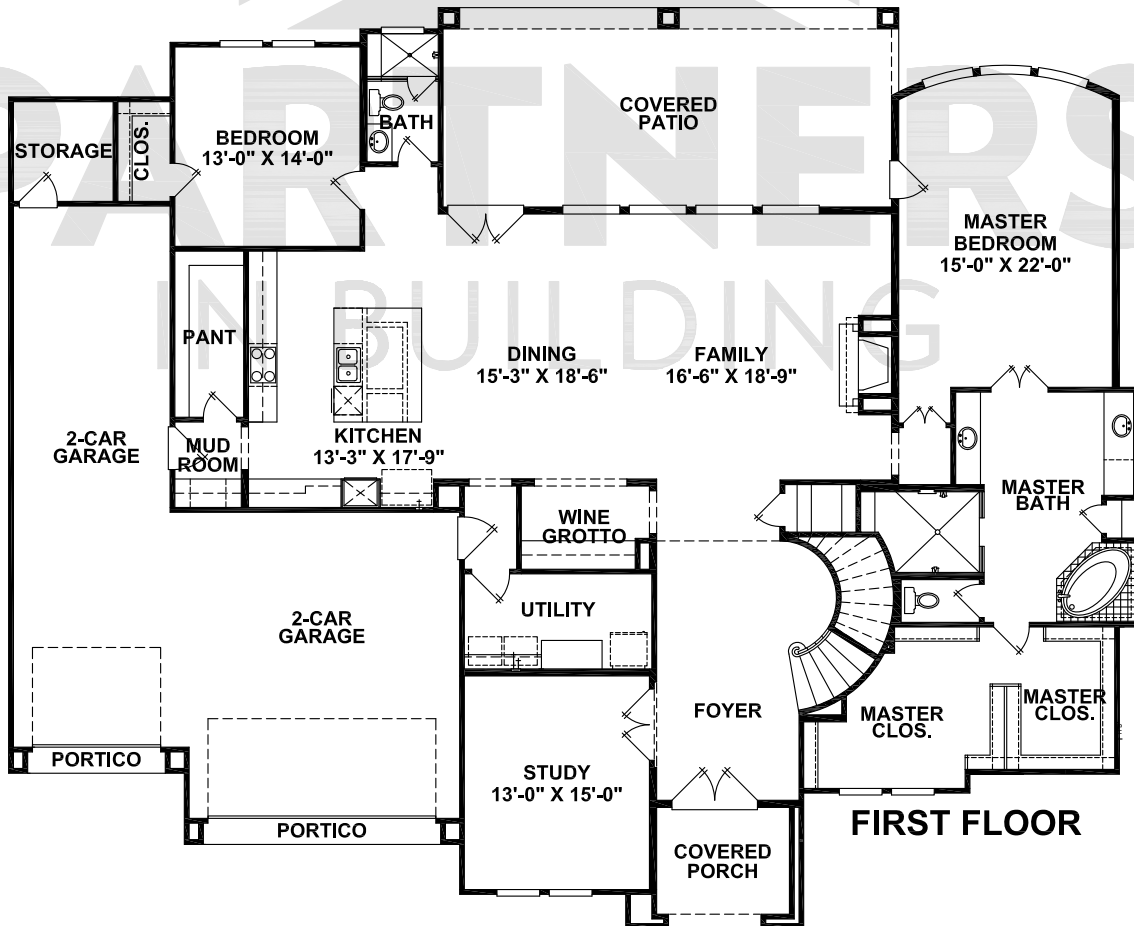 PARTNERS
IN BUILDING
COVERED
PATIO
BATH
BEDROOM
13'-0" X 14'-0"
CLOS.
STORAGE
MASTER
BEDROOM
15'-0" X 22'-0"
PANT
DINING
15'-3" X 18'-6"
FAMILY
16'-6" X 18'-9"
2-CAR
GARAGE
MUD
ROOM
KITCHEN
13'-3" X 17'-9"
MASTER
BATH
WINE
GROTTO
UTILITY
2-CAR
GARAGE
FOYER
MASTER
CLOS.
MASTER
CLOS.
PORTICO
STUDY
13'-0" X 15'-0"
PORTICO
COVERED
PORCH
FIRST FLOOR